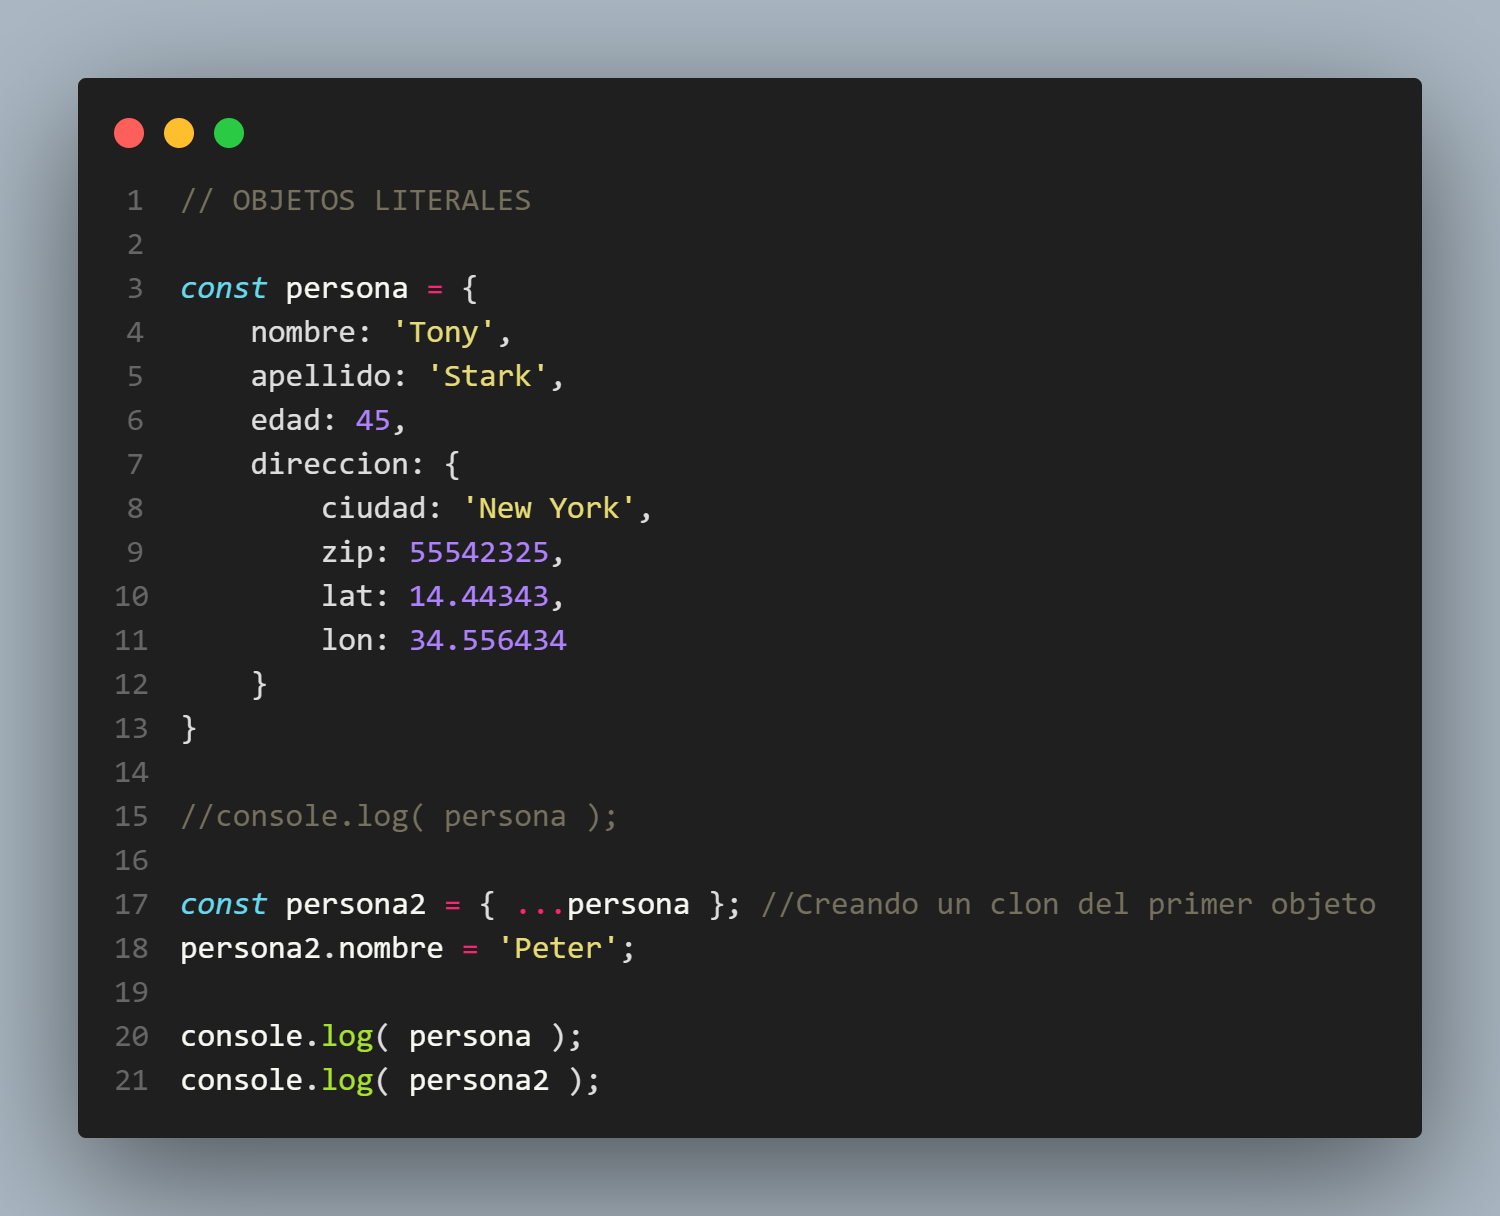 1 // OBJETOS LITERALES
2
3 const persona = {
4     nombre: 'Tony',
5     apellido: 'Stark',
6     edad: 45,
7     direccion: {
8         ciudad: 'New York',
9         zip: 55542325,
10         lat: 14.44343,
11         lon: 34.556434
12     }
13 }
14
15 //console.log( persona );
16
17 const persona2 = { ...persona }; //Creando un clon del primer objeto
18 persona2.nombre = 'Peter';
19
20 console.log( persona );
21 console.log( persona2 );